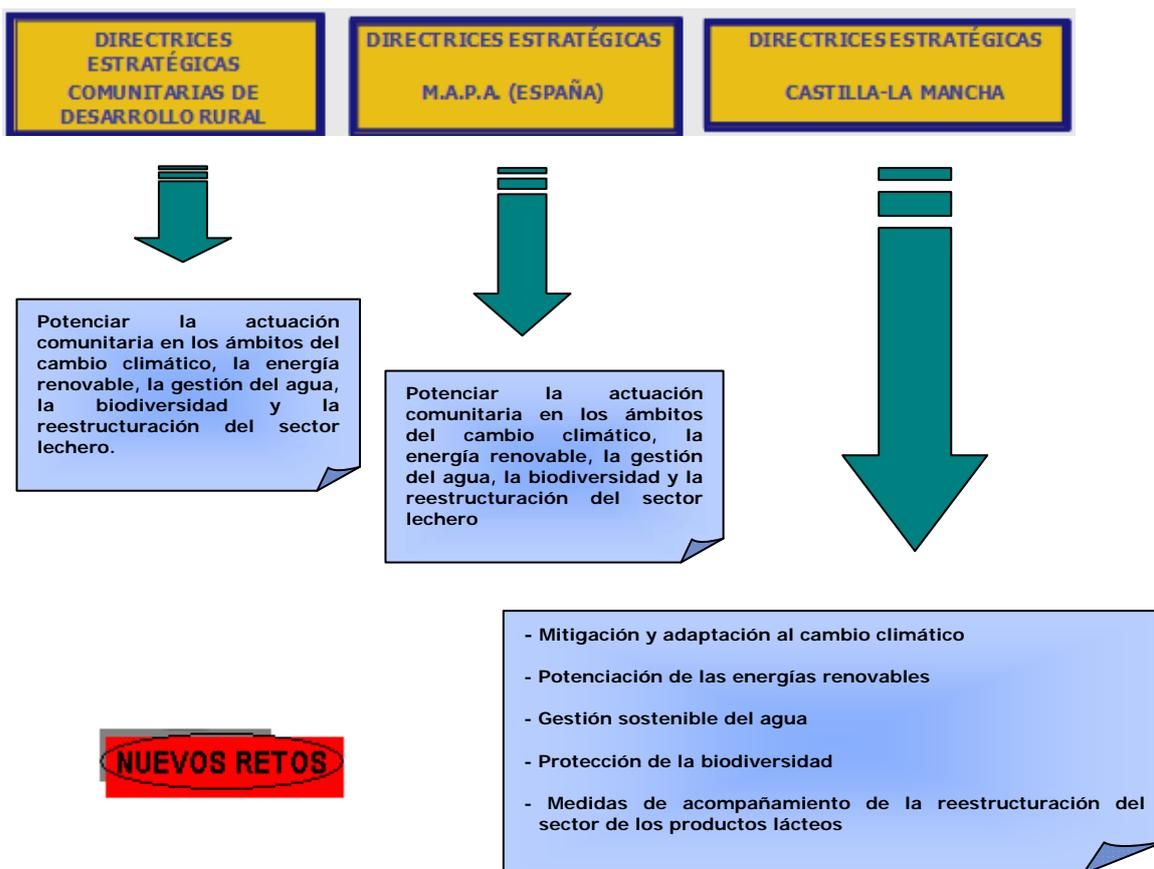 DIRECTRICES
ESTRATÉGICAS
COMUNITARIAS DE
DESARROLLO RURAL
DIRECTRICES ESTRATÉGICAS
M.A.P.A. (ESPAÑA)
DIRECTRICES ESTRATÉGICAS
CASTILLA-LA MANCHA
Potenciar la actuación
comunitaria en los ámbitos del
cambio climático, la energía
renovable, la gestión del agua,
la biodiversidad y la
reestructuración del sector
lechero.
Potenciar la actuación
comunitaria en los ámbitos
del cambio climático, la
energía renovable, la gestión
del agua, la biodiversidad y la
reestructuración del sector
lechero
- Mitigación y adaptación al cambio climático
- Potenciación de las energías renovables
- Gestión sostenible del agua
- Protección de la biodiversidad
- Medidas de acompañamiento de la reestructuración del
sector de los productos lácteos
NUEVOS RETOS